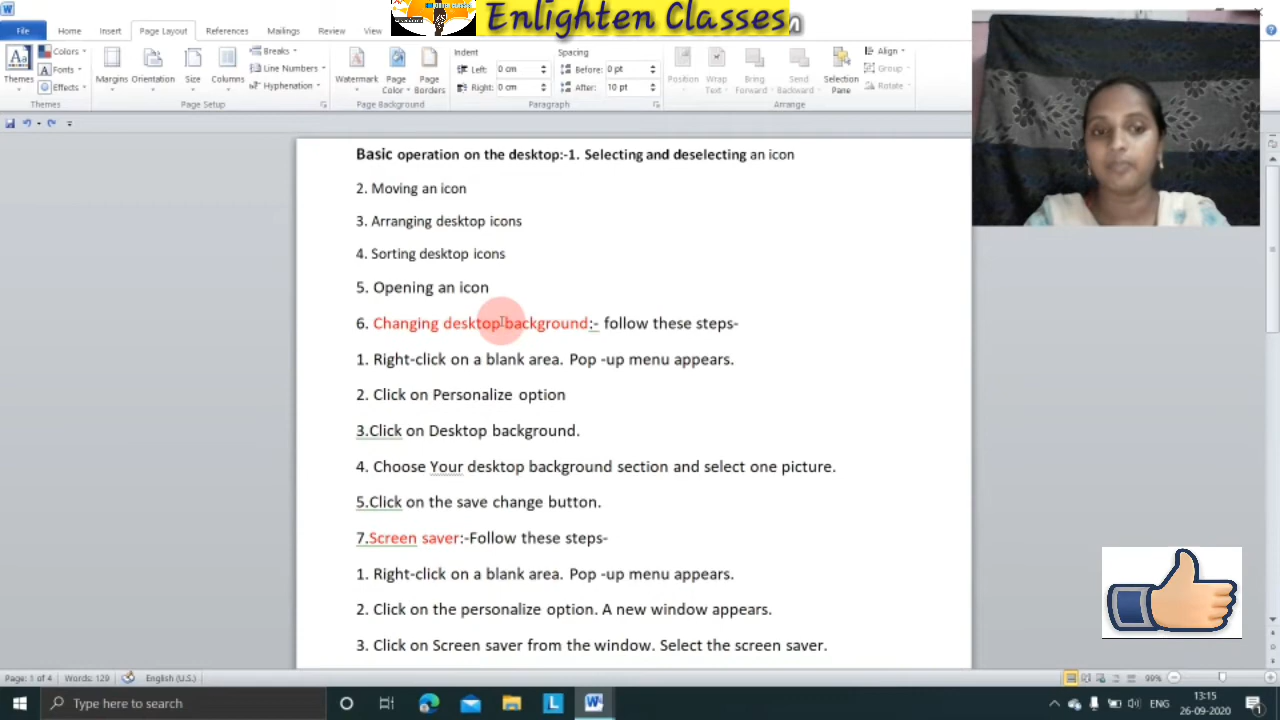 Enlighten Classes
File Home Insert Page Layout References Mailings Review View
Themes Colors Fonts Effects
Margins Orientation Size Columns Breaks Line Numbers Hyphenation
Watermark Page Color Page Borders
Indent Left: 0 cm Right: 0 cm
Spacing Before: 0 pt After: 10 pt
Position Wrap Text Bring Forward Send Backward Selection Pane Align Group Rotate
Themes Page Setup Page Background Paragraph Arrange
Basic operation on the desktop:-1. Selecting and deselecting an icon
2. Moving an icon
3. Arranging desktop icons
4. Sorting desktop icons
5. Opening an icon
6. Changing desktop background:- follow these steps-
1. Right-click on a blank area. Pop -up menu appears.
2. Click on Personalize option
3.Click on Desktop background.
4. Choose Your desktop background section and select one picture.
5.Click on the save change button.
7.Screen saver:-Follow these steps-
1. Right-click on a blank area. Pop -up menu appears.
2. Click on the personalize option. A new window appears.
3. Click on Screen saver from the window. Select the screen saver.
Page: 1 of 4 Words: 129 English (U.S.) 99%
Type here to search
ENG 13:15
26-09-2020